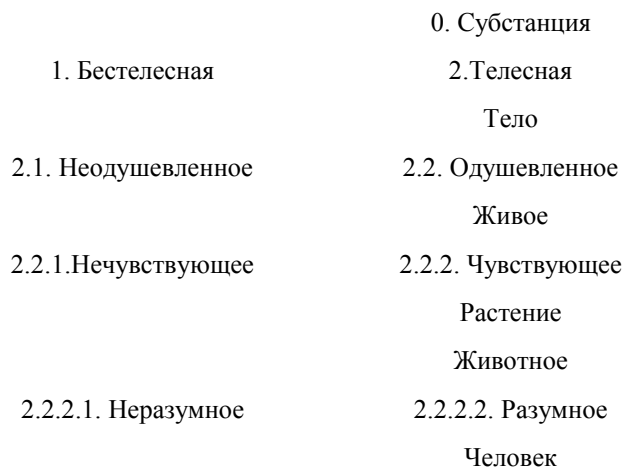 0. Субстанция
1. Бестелесная 2.Телесная
Тело
2.1. Неодушевленное 2.2. Одушевленное
Живое
2.2.1.Нечувствующее 2.2.2. Чувствующее
Растение
Животное
2.2.2.1. Неразумное 2.2.2.2. Разумное
Человек